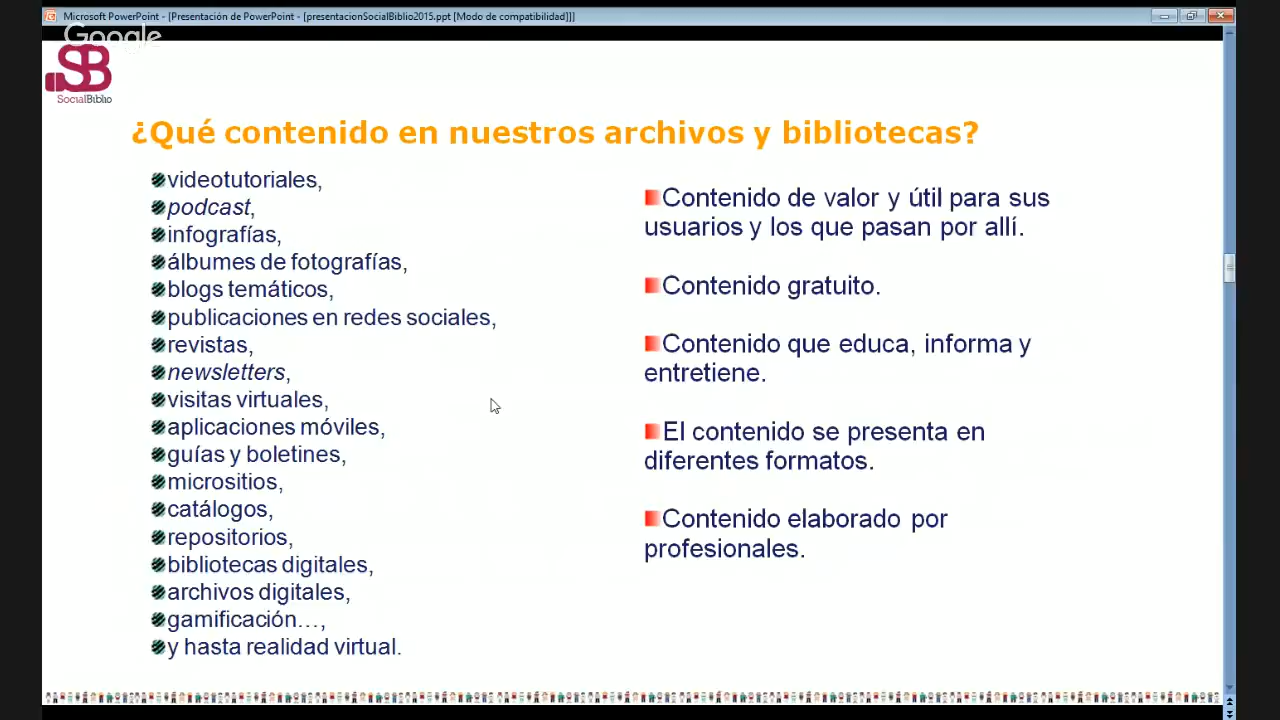 Microsoft PowerPoint - [Presentación de PowerPoint - [presentacionSocialBiblio2015.ppt [Modo de compatibilidad]]]
Google
SB
SocialBiblio
¿Qué contenido en nuestros archivos y bibliotecas?
videotutoriales,
podcast,
infografías,
álbumes de fotografías,
blogs temáticos,
publicaciones en redes sociales,
revistas,
newsletters,
visitas virtuales,
aplicaciones móviles,
guías y boletines,
micrositios,
catálogos,
repositorios,
bibliotecas digitales,
archivos digitales,
gamificación…,
y hasta realidad virtual.
Contenido de valor y útil para sus
usuarios y los que pasan por allí.
Contenido gratuito.
Contenido que educa, informa y
entretiene.
El contenido se presenta en
diferentes formatos.
Contenido elaborado por
profesionales.